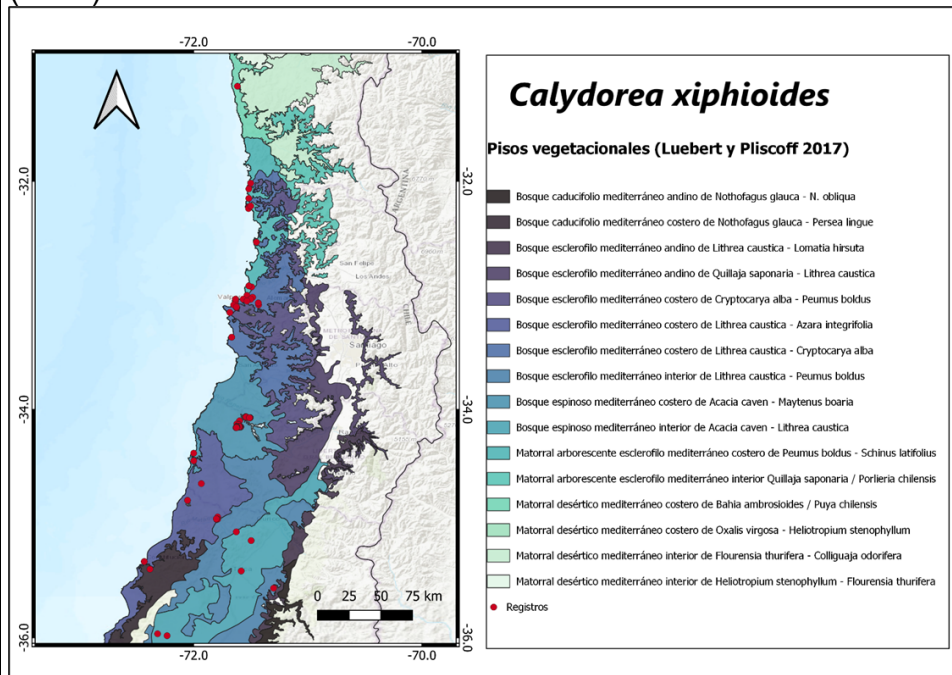 -72.0
-70.0
Calydorea xiphioides
Pisos vegetacionales (Luebert y Pliscoff 2017)
Bosque caducifolio mediterráneo andino de Nothofagus glauca - N. obliqua
Bosque caducifolio mediterráneo costero de Nothofagus glauca - Persea lingue
Bosque esclerofilo mediterráneo andino de Lithrea caustica - Lomatia hirsuta
Bosque esclerofilo mediterráneo andino de Quillaja saponaria - Lithrea caustica
Bosque esclerofilo mediterráneo costero de Cryptocarya alba - Peumus boldus
Bosque esclerofilo mediterráneo costero de Lithrea caustica - Azara integrifolia
Bosque esclerofilo mediterráneo costero de Lithrea caustica - Cryptocarya alba
Bosque esclerofilo mediterráneo interior de Lithrea caustica - Peumus boldus
Bosque espinoso mediterráneo costero de Acacia caven - Maytenus boaria
Bosque espinoso mediterráneo interior de Acacia caven - Lithrea caustica
Matorral arborescente esclerofilo mediterráneo costero de Peumus boldus - Schinus latifolius
Matorral arborescente esclerofilo mediterráneo interior Quillaja saponaria / Porlieria chilensis
Matorral desértico mediterráneo costero de Bahia ambrosioides / Puya chilensis
Matorral desértico mediterráneo costero de Oxalis virgosa - Heliotropium stenophyllum
Matorral desértico mediterráneo interior de Flourensia thurifera - Colliguaja odorifera
Matorral desértico mediterráneo interior de Heliotropium stenophyllum - Flourensia thurifera
Registros
-32.0
-32.0
ARGENTINA
San Felipe
Los Andes
Santiago
-34.0
-34.0
CHILE
0 25 50 75 km
-36.0
-36.0
-72.0
-70.0